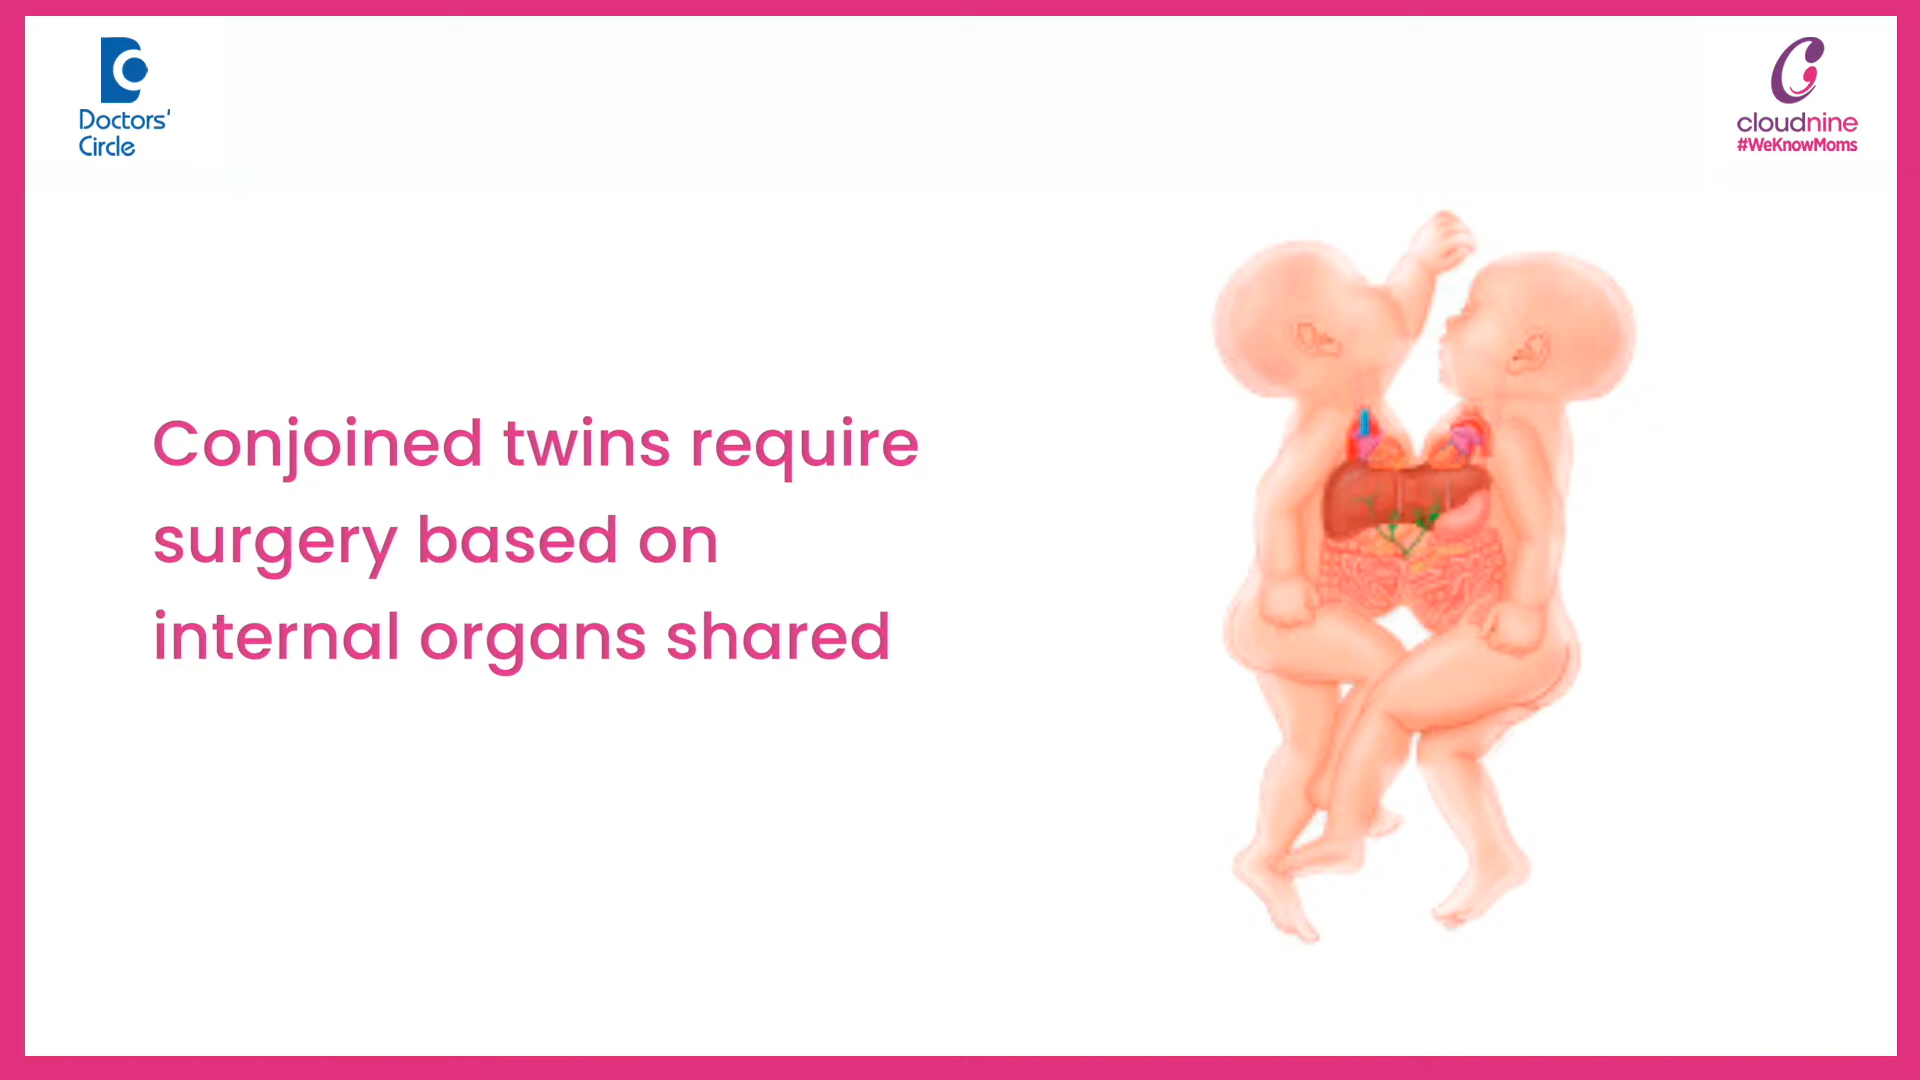 Doctors'
Circle
cloudnine
#WeKnowMoms
Conjoined twins require
surgery based on
internal organs shared